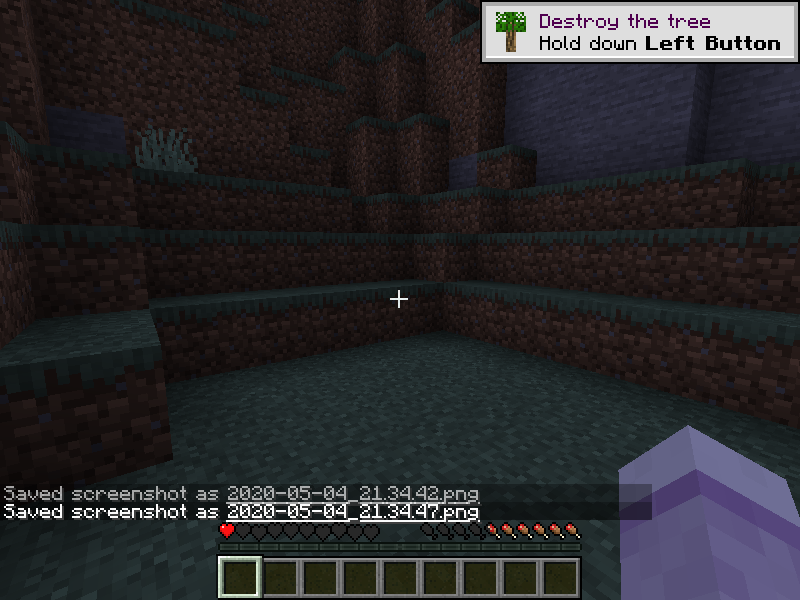 Destroy the tree
Hold down Left Button
Saved screenshot as 2020-05-04_21.34.42.png
Saved screenshot as 2020-05-04_21.34.47.png